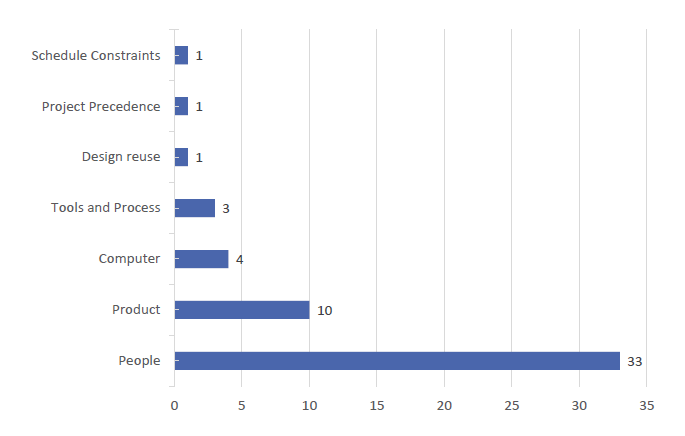 Schedule Constraints 1
Project Precedence 1
Design reuse 1
Tools and Process 3
Computer 4
Product 10
People 33
0 5 10 15 20 25 30 35